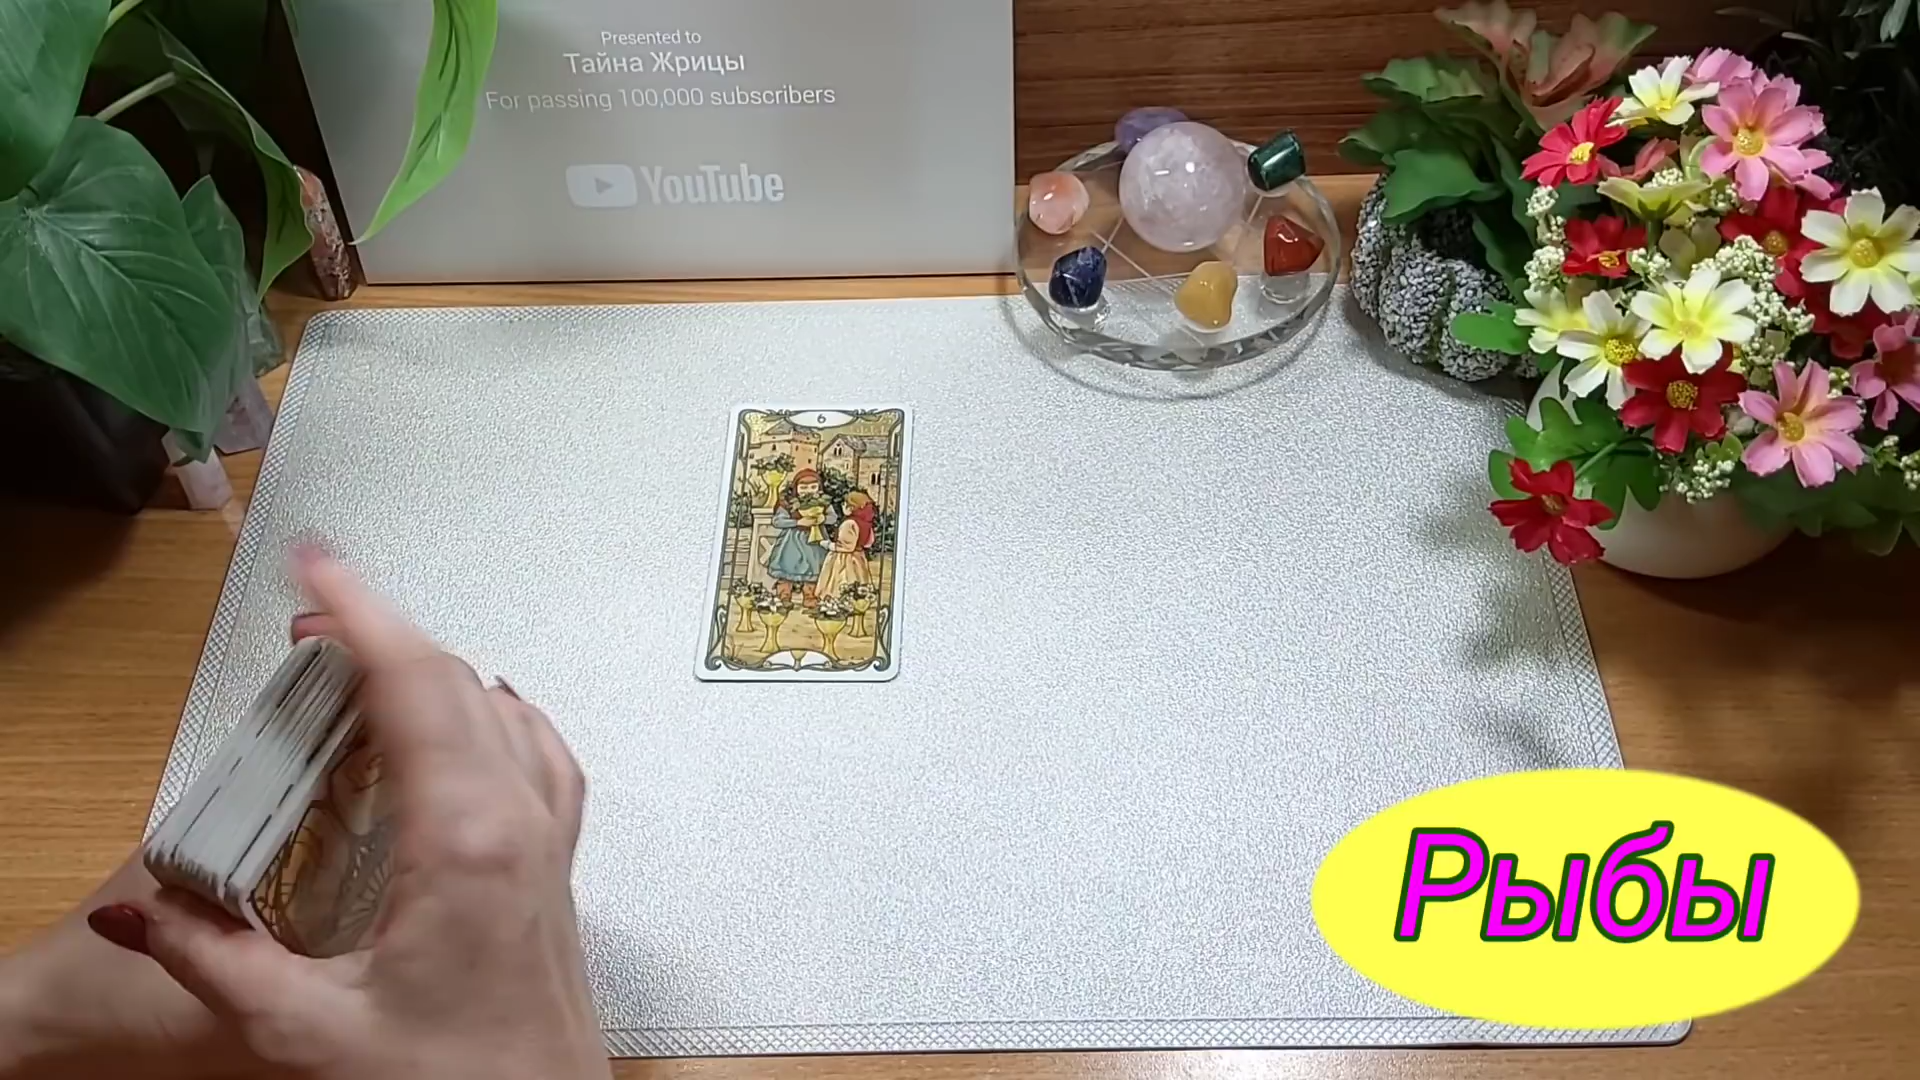 Presented to
Тайна Жрицы
For passing 100,000 subscribers
YouTube
6
Рыбы